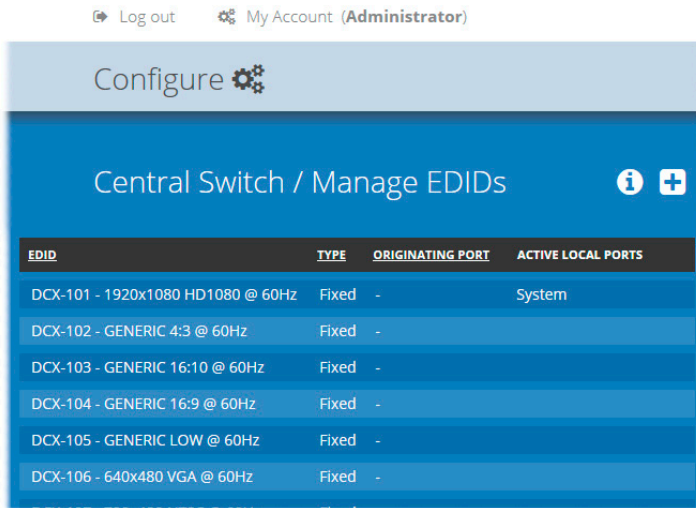 Log out My Account (Administrator)
Configure
Central Switch / Manage EDIDs
EDID TYPE ORIGINATING PORT ACTIVE LOCAL PORTS
DCX-101 - 1920x1080 HD1080 @ 60Hz Fixed - System
DCX-102 - GENERIC 4:3 @ 60Hz Fixed -
DCX-103 - GENERIC 16:10 @ 60Hz Fixed -
DCX-104 - GENERIC 16:9 @ 60Hz Fixed -
DCX-105 - GENERIC LOW @ 60Hz Fixed -
DCX-106 - 640x480 VGA @ 60Hz Fixed -